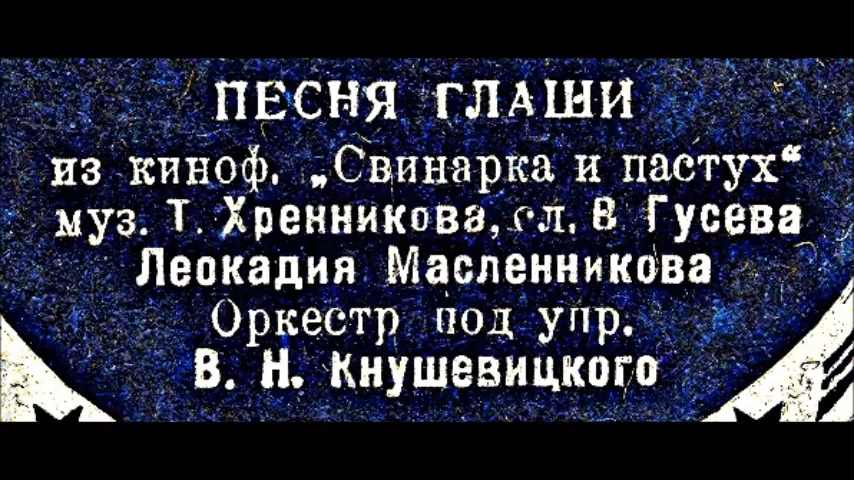 ПЕСНЯ ГЛАШИ
из киноф. „Свинарка и пастух“
муз. Т. Хренникова, сл. В Гусева
Леокадия Масленникова
Оркестр под упр.
В. Н. Кнушевицкого